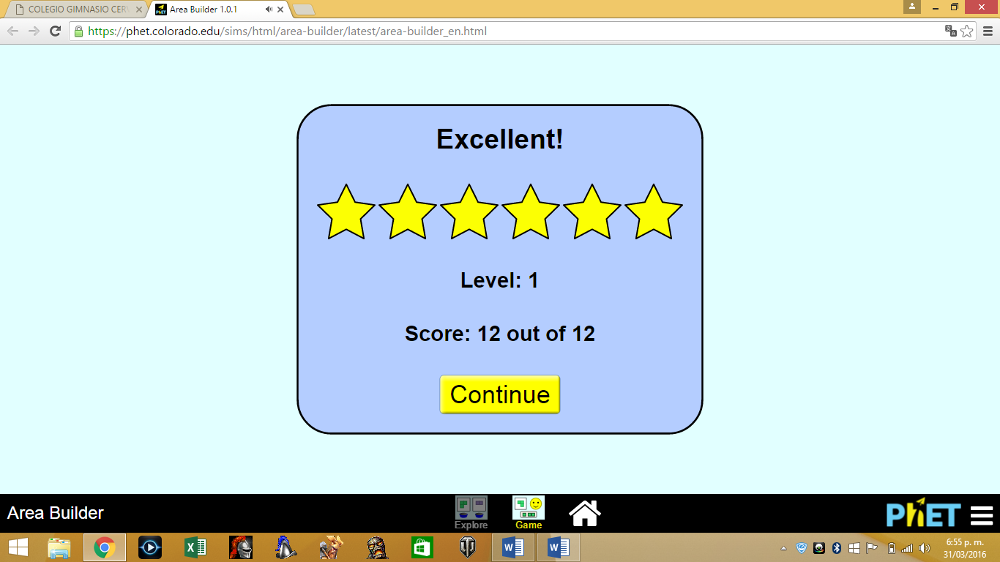 COLEGIO GIMNASIO CER
Area Builder 1.0.1
https://phet.colorado.edu/sims/html/area-builder/latest/area-builder_en.html
Excellent!
Level: 1
Score: 12 out of 12
Continue
Area Builder
Explore
Game
PhET
6:55 p. m.
31/03/2016